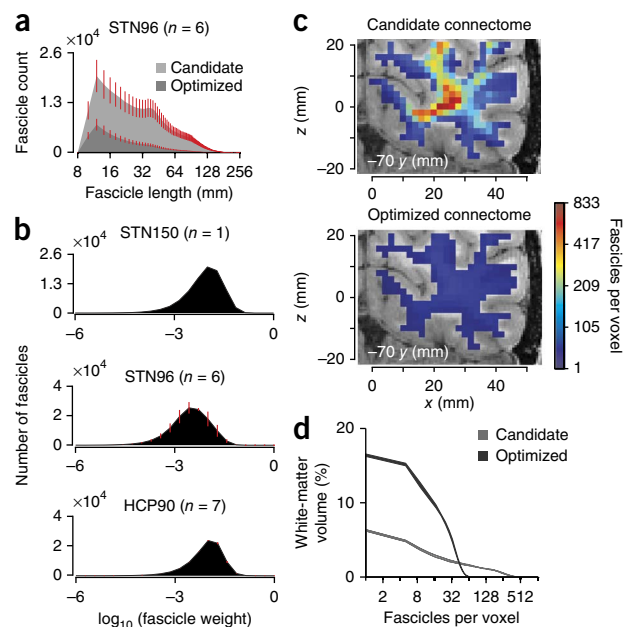 a
STN96 (n = 6)
×10⁴
2.6
1.3
0
Fascicle count
Candidate
Optimized
8 16 32 64 128 256
Fascicle length (mm)
b
STN150 (n = 1)
×10⁴
2.6
1.3
0
–6 –3 0
STN96 (n = 6)
×10⁴
4
2
0
–6 –3 0
Number of fascicles
HCP90 (n = 7)
×10⁴
4
2
0
–6 –3 0
log₁₀ (fascicle weight)
c
Candidate connectome
20
0
–20
z (mm)
–70 y (mm)
0 20 40
Optimized connectome
20
0
–20
z (mm)
–70 y (mm)
0 20 40
x (mm)
833
417
209
105
1
Fascicles per voxel
d
20
10
0
White-matter
volume (%)
Candidate
Optimized
2 8 32 128 512
Fascicles per voxel